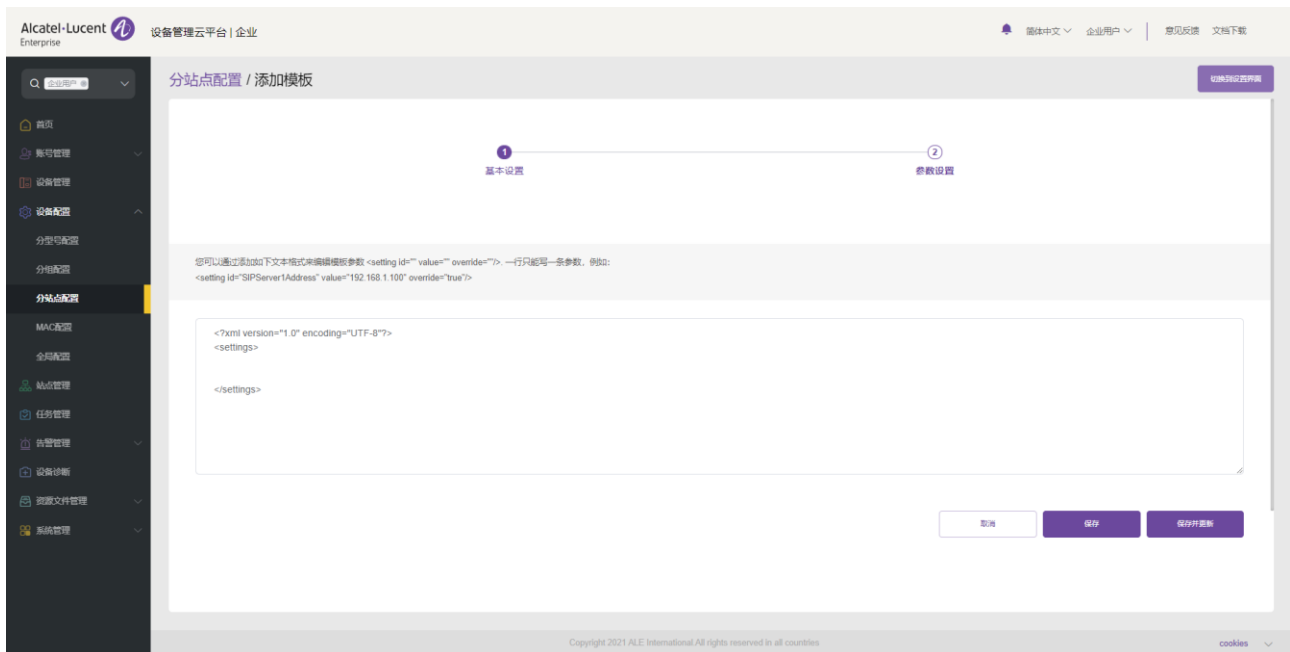 Alcatel·Lucent
Enterprise
设备管理云平台 | 企业
简体中文
企业用户
意见反馈
文档下载
企业用户
分站点配置 / 添加模板
切换到设置界面
首页
账号管理
设备管理
设备配置
分型号配置
分组配置
分站点配置
MAC配置
全局配置
站点管理
任务管理
告警管理
设备诊断
资源文件管理
系统管理
1
基本设置
2
参数设置
您可以通过添加如下文本格式来编辑模板参数 <setting id="" value="" override=""/>. 一行只能写一条参数，例如:
<setting id="SIPServer1Address" value="192.168.1.100" override="true"/>
<?xml version="1.0" encoding="UTF-8"?>
<settings>
</settings>
取消
保存
保存并更新
Copyright 2021 ALE International.All rights reserved in all countries
cookies